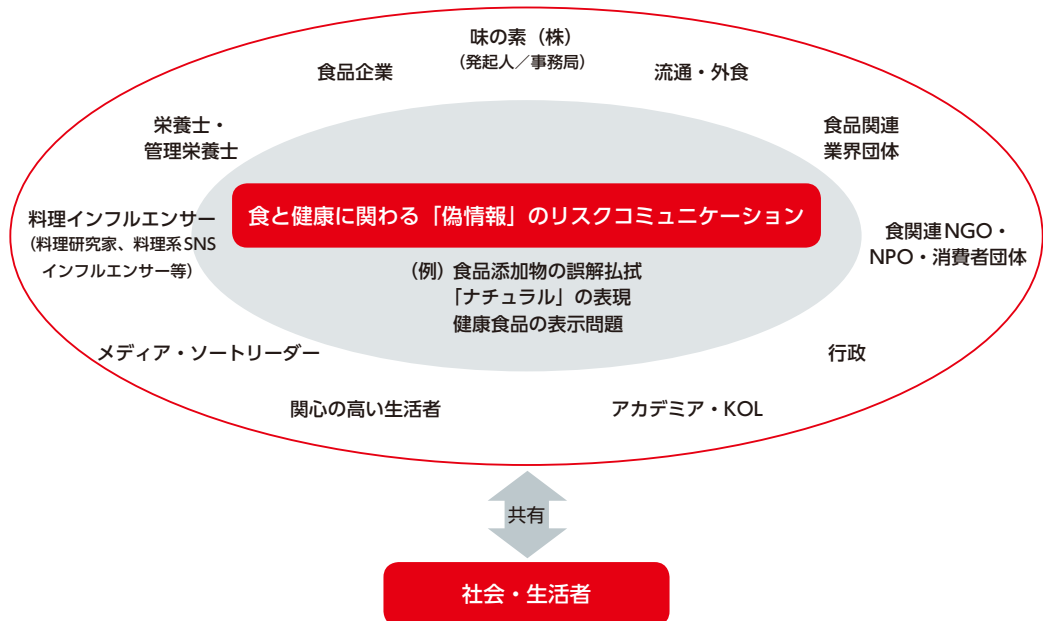 味の素（株）
（発起人／事務局）
食品企業
流通・外食
栄養士・
管理栄養士
食品関連
業界団体
食と健康に関わる「偽情報」のリスクコミュニケーション
料理インフルエンサー
（料理研究家、料理系SNS
インフルエンサー等）
食関連NGO・
NPO・消費者団体
（例）食品添加物の誤解払拭
「ナチュラル」の表現
健康食品の表示問題
メディア・ソートリーダー
行政
関心の高い生活者
アカデミア・KOL
共有
社会・生活者